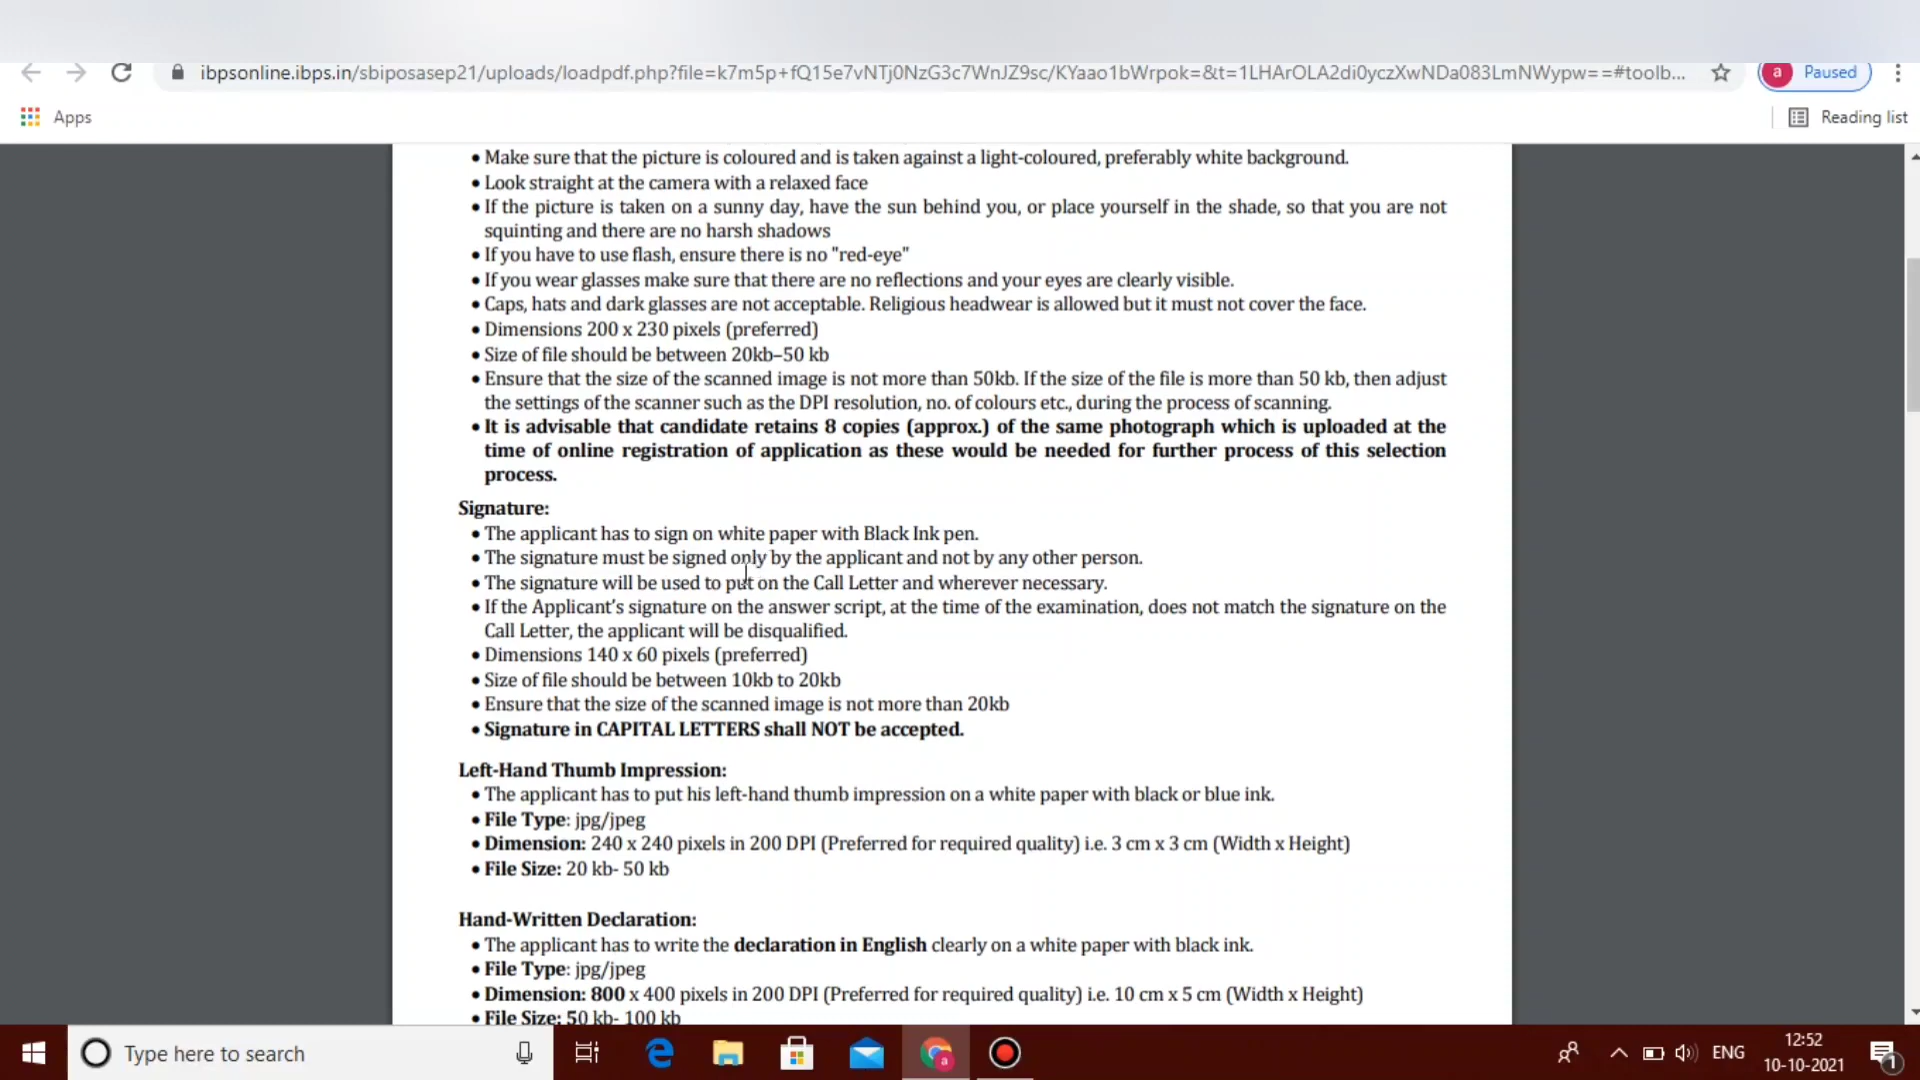 ibpsonline.ibps.in/sbiposasep21/uploads/loadpdf.php?file=k7m5p+fQ15e7vNTj0NzG3c7WnJZ9sc/KYaao1bWrpok=&t=1LHArOLA2di0yczXwNDa083LmNWypw==#toolb...
a Paused
Apps
Reading list
• Make sure that the picture is coloured and is taken against a light-coloured, preferably white background.
• Look straight at the camera with a relaxed face
• If the picture is taken on a sunny day, have the sun behind you, or place yourself in the shade, so that you are not
squinting and there are no harsh shadows
• If you have to use flash, ensure there is no "red-eye"
• If you wear glasses make sure that there are no reflections and your eyes are clearly visible.
• Caps, hats and dark glasses are not acceptable. Religious headwear is allowed but it must not cover the face.
• Dimensions 200 x 230 pixels (preferred)
• Size of file should be between 20kb–50 kb
• Ensure that the size of the scanned image is not more than 50kb. If the size of the file is more than 50 kb, then adjust
the settings of the scanner such as the DPI resolution, no. of colours etc., during the process of scanning.
• It is advisable that candidate retains 8 copies (approx.) of the same photograph which is uploaded at the
time of online registration of application as these would be needed for further process of this selection
process.
Signature:
• The applicant has to sign on white paper with Black Ink pen.
• The signature must be signed only by the applicant and not by any other person.
• The signature will be used to put on the Call Letter and wherever necessary.
• If the Applicant's signature on the answer script, at the time of the examination, does not match the signature on the
Call Letter, the applicant will be disqualified.
• Dimensions 140 x 60 pixels (preferred)
• Size of file should be between 10kb to 20kb
• Ensure that the size of the scanned image is not more than 20kb
• Signature in CAPITAL LETTERS shall NOT be accepted.
Left-Hand Thumb Impression:
• The applicant has to put his left-hand thumb impression on a white paper with black or blue ink.
• File Type: jpg/jpeg
• Dimension: 240 x 240 pixels in 200 DPI (Preferred for required quality) i.e. 3 cm x 3 cm (Width x Height)
• File Size: 20 kb- 50 kb
Hand-Written Declaration:
• The applicant has to write the declaration in English clearly on a white paper with black ink.
• File Type: jpg/jpeg
• Dimension: 800 x 400 pixels in 200 DPI (Preferred for required quality) i.e. 10 cm x 5 cm (Width x Height)
• File Size: 50 kb- 100 kb
Type here to search
a
ENG
12:52
10-10-2021
1